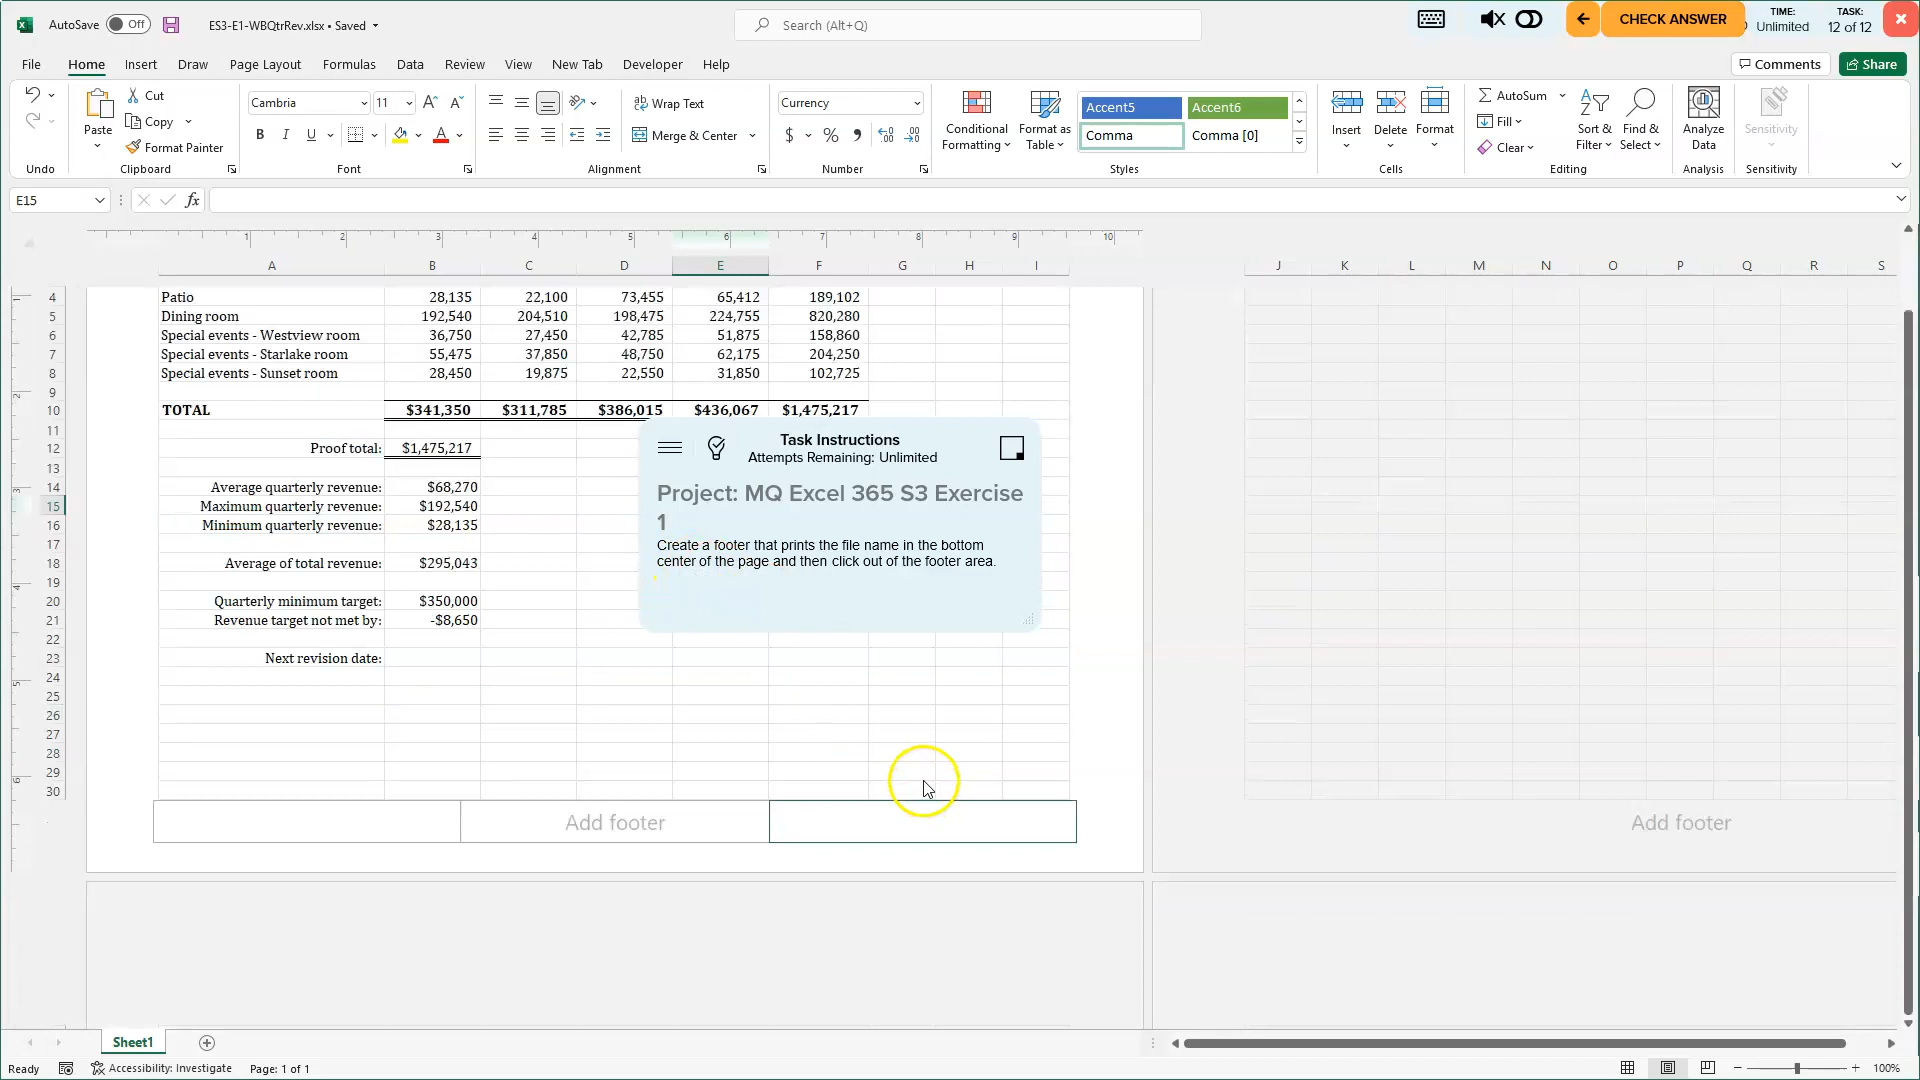 AutoSave Off ES3-E1-WBQtrRev.xlsx • Saved Search (Alt+Q) CHECK ANSWER TIME: Unlimited TASK: 12 of 12
File Home Insert Draw Page Layout Formulas Data Review View New Tab Developer Help Comments Share
Paste Cut Copy Format Painter Cambria 11 B I U Wrap Text Merge & Center Currency $ % Conditional Formatting Format as Table Accent5 Accent6 Comma Comma [0] Insert Delete Format AutoSum Fill Clear Sort & Filter Find & Select Analyze Data Sensitivity
Undo Clipboard Font Alignment Number Styles Cells Editing Analysis Sensitivity
E15 fx
1 2 3 4 5 6 7 8 9 10
A B C D E F G H I J K L M N O P Q R S
4 Patio 28,135 22,100 73,455 65,412 189,102
5 Dining room 192,540 204,510 198,475 224,755 820,280
6 Special events - Westview room 36,750 27,450 42,785 51,875 158,860
7 Special events - Starlake room 55,475 37,850 48,750 62,175 204,250
8 Special events - Sunset room 28,450 19,875 22,550 31,850 102,725
9
10 TOTAL $341,350 $311,785 $386,015 $436,067 $1,475,217
11
12 Proof total: $1,475,217
13
14 Average quarterly revenue: $68,270
15 Maximum quarterly revenue: $192,540
16 Minimum quarterly revenue: $28,135
17
18 Average of total revenue: $295,043
19
20 Quarterly minimum target: $350,000
21 Revenue target not met by: -$8,650
22
23 Next revision date:
24
25
26
27
28
29
30
Task Instructions
Attempts Remaining: Unlimited
Project: MQ Excel 365 S3 Exercise
1
Create a footer that prints the file name in the bottom
center of the page and then click out of the footer area.
Add footer Add footer
Sheet1
Ready Accessibility: Investigate Page: 1 of 1 100%